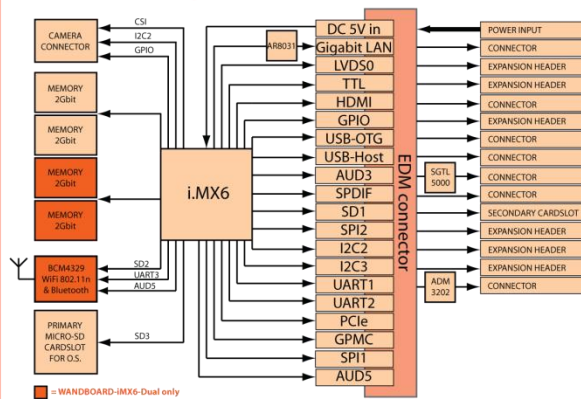 CAMERA
CONNECTOR
CSI
I2C2
GPIO
MEMORY
2Gbit
MEMORY
2Gbit
MEMORY
2Gbit
MEMORY
2Gbit
BCM4329
WiFi 802.11n
& Bluetooth
SD2
UART3
AUD5
PRIMARY
MICRO-SD
CARDSLOT
FOR O.S.
SD3
= WANDBOARD-iMX6-Dual only
i.MX6
AR8031
DC 5V in
Gigabit LAN
LVDS0
TTL
HDMI
GPIO
USB-OTG
USB-Host
AUD3
SPDIF
SD1
SPI2
I2C2
I2C3
UART1
UART2
PCIe
GPMC
SPI1
AUD5
EDM connector
SGTL
5000
ADM
3202
POWER INPUT
CONNECTOR
EXPANSION HEADER
EXPANSION HEADER
CONNECTOR
EXPANSION HEADER
CONNECTOR
CONNECTOR
CONNECTOR
CONNECTOR
SECONDARY CARDSLOT
EXPANSION HEADER
EXPANSION HEADER
EXPANSION HEADER
CONNECTOR